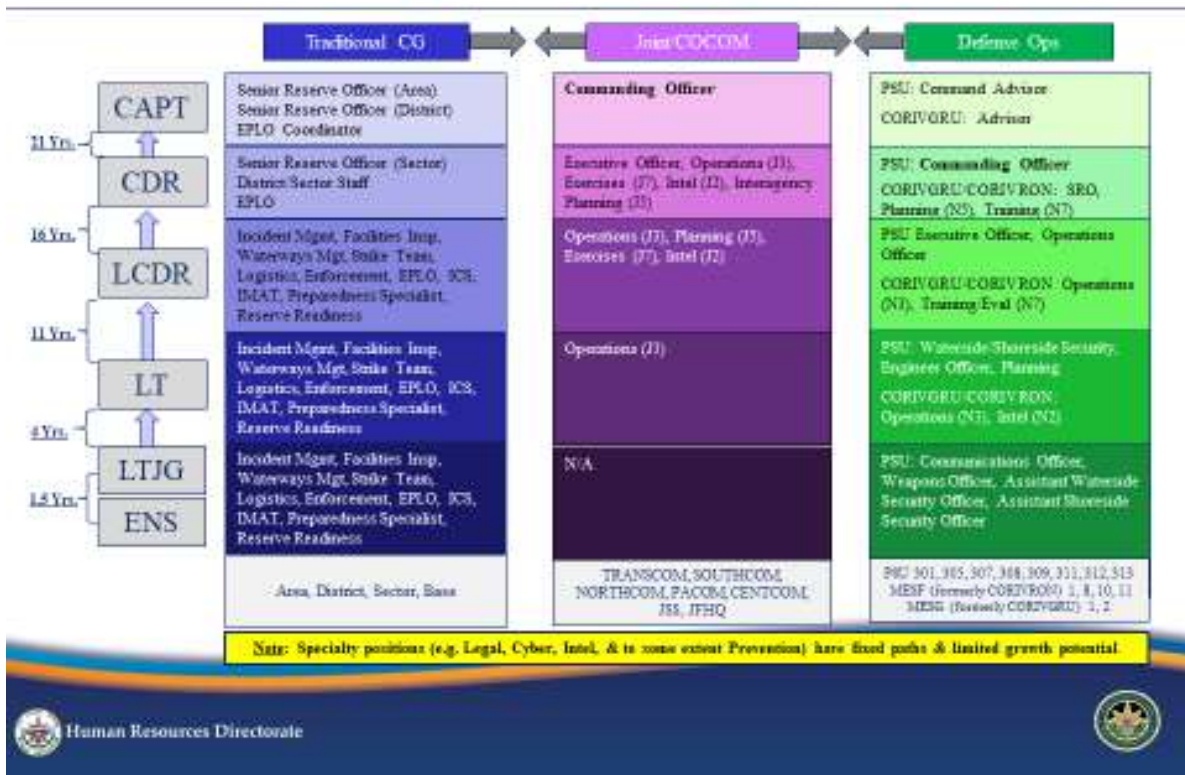 Traditional CG
Joint/COCOM
Defense Ops
CAPT
21 Yrs.
CDR
16 Yrs.
LCDR
11 Yrs.
LT
4 Yrs.
LTJG
1.5 Yrs.
ENS
Senior Reserve Officer (Area)
Senior Reserve Officer (District)
EPLO Coordinator
Senior Reserve Officer (Sector)
District/Sector Staff
EPLO
Incident Mgmt, Facilities Insp,
Waterways Mgt, Strike Team,
Logistics, Enforcement, EPLO, ICS,
IMAT, Preparedness Specialist,
Reserve Readiness
Incident Mgmt, Facilities Insp,
Waterways Mgt, Strike Team,
Logistics, Enforcement, EPLO, ICS,
IMAT, Preparedness Specialist,
Reserve Readiness
Incident Mgmt, Facilities Insp,
Waterways Mgt, Strike Team,
Logistics, Enforcement, EPLO, ICS,
IMAT, Preparedness Specialist,
Reserve Readiness
Area, District, Sector, Base
Commanding Officer
Executive Officer, Operations (J3),
Exercises (J7), Intel (J2), Interagency
Planning (J5)
Operations (J3), Planning (J5),
Exercises (J7), Intel (J2)
Operations (J3)
N/A
TRANSCOM, SOUTHCOM,
NORTHCOM, PACOM, CENTCOM,
JSS, JFHQ
PSU: Command Advisor
CORIVGRU: Advisor
PSU: Commanding Officer
CORIVGRU/CORIVRON: SRO,
Planning (N5), Training (N7)
PSU Executive Officer, Operations
Officer
CORIVGRU/CORIVRON: Operations
(N3), Training/Eval (N7)
PSU: Waterside/Shoreside Security,
Engineer Officer, Planning
CORIVGRU/CORIVRON:
Operations (N3), Intel (N2)
PSU: Communications Officer,
Weapons Officer, Assistant Waterside
Security Officer, Assistant Shoreside
Security Officer
PSU 301, 305, 307, 308, 309, 311, 312, 313
MESF (formerly CORIVRON) 1, 8, 10, 11
MESG (formerly CORIVGRU) 1, 2
Note: Specialty positions (e.g. Legal, Cyber, Intel, & to some extent Prevention) have fixed paths & limited growth potential
Human Resources Directorate